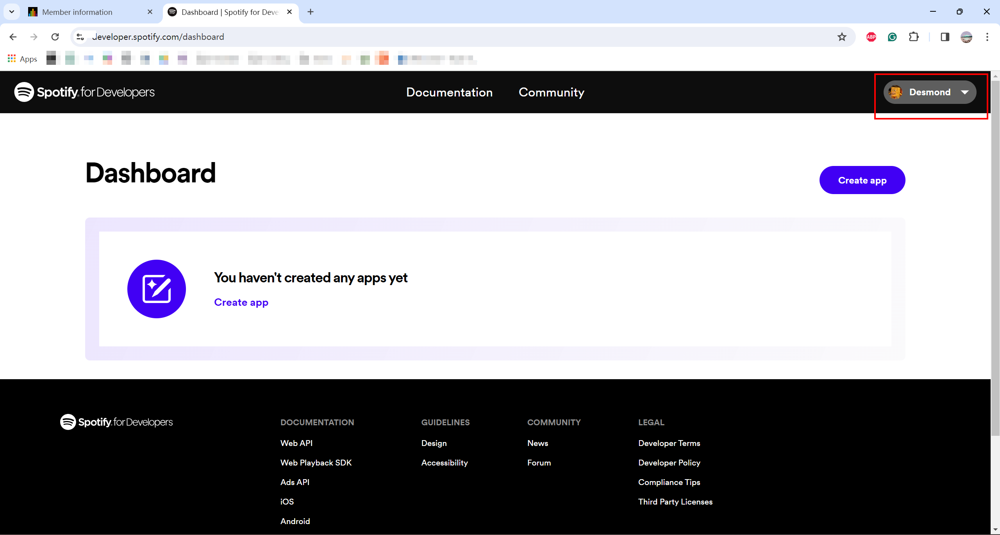 Member information
Dashboard | Spotify for Deve
developer.spotify.com/dashboard
ABP
Apps
Spotify for Developers
Documentation
Community
Desmond
Dashboard
Create app
You haven't created any apps yet
Create app
Spotify for Developers
DOCUMENTATION
Web API
Web Playback SDK
Ads API
iOS
Android
GUIDELINES
Design
Accessibility
COMMUNITY
News
Forum
LEGAL
Developer Terms
Developer Policy
Compliance Tips
Third Party Licenses